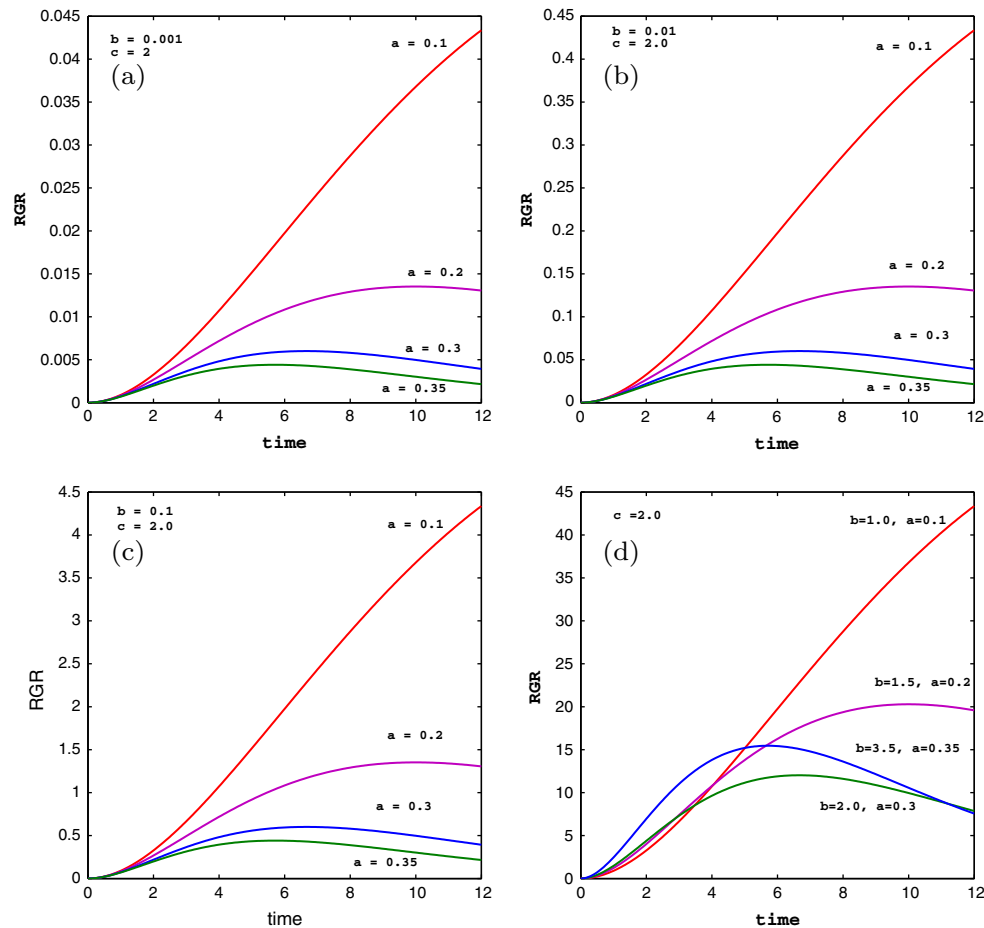 0.045
0.04
0.035
0.03
0.025
0.02
0.015
0.01
0.005
0
0
2
4
6
8
10
12
RGR
time
b = 0.001
c = 2
(a)
a = 0.1
a = 0.2
a = 0.3
a = 0.35
0.45
0.4
0.35
0.3
0.25
0.2
0.15
0.1
0.05
0
0
2
4
6
8
10
12
RGR
time
b = 0.01
c = 2.0
(b)
a = 0.1
a = 0.2
a = 0.3
a = 0.35
4.5
4
3.5
3
2.5
2
1.5
1
0.5
0
0
2
4
6
8
10
12
RGR
time
b = 0.1
c = 2.0
(c)
a = 0.1
a = 0.2
a = 0.3
a = 0.35
45
40
35
30
25
20
15
10
5
0
0
2
4
6
8
10
12
RGR
time
c =2.0
(d)
b=1.0, a=0.1
b=1.5, a=0.2
b=3.5, a=0.35
b=2.0, a=0.3